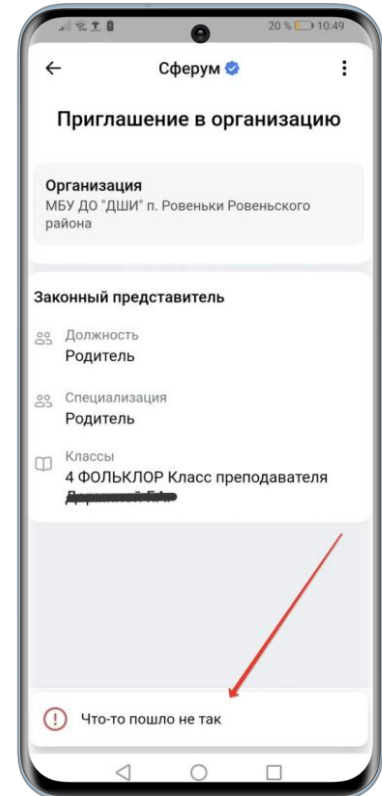 20 % 10:49
Сферум
Приглашение в организацию
Организация
МБУ ДО "ДШИ" п. Ровеньки Ровеньского
района
Законный представитель
Должность
Родитель
Специализация
Родитель
Классы
4 ФОЛЬКЛОР Класс преподавателя
Что-то пошло не так